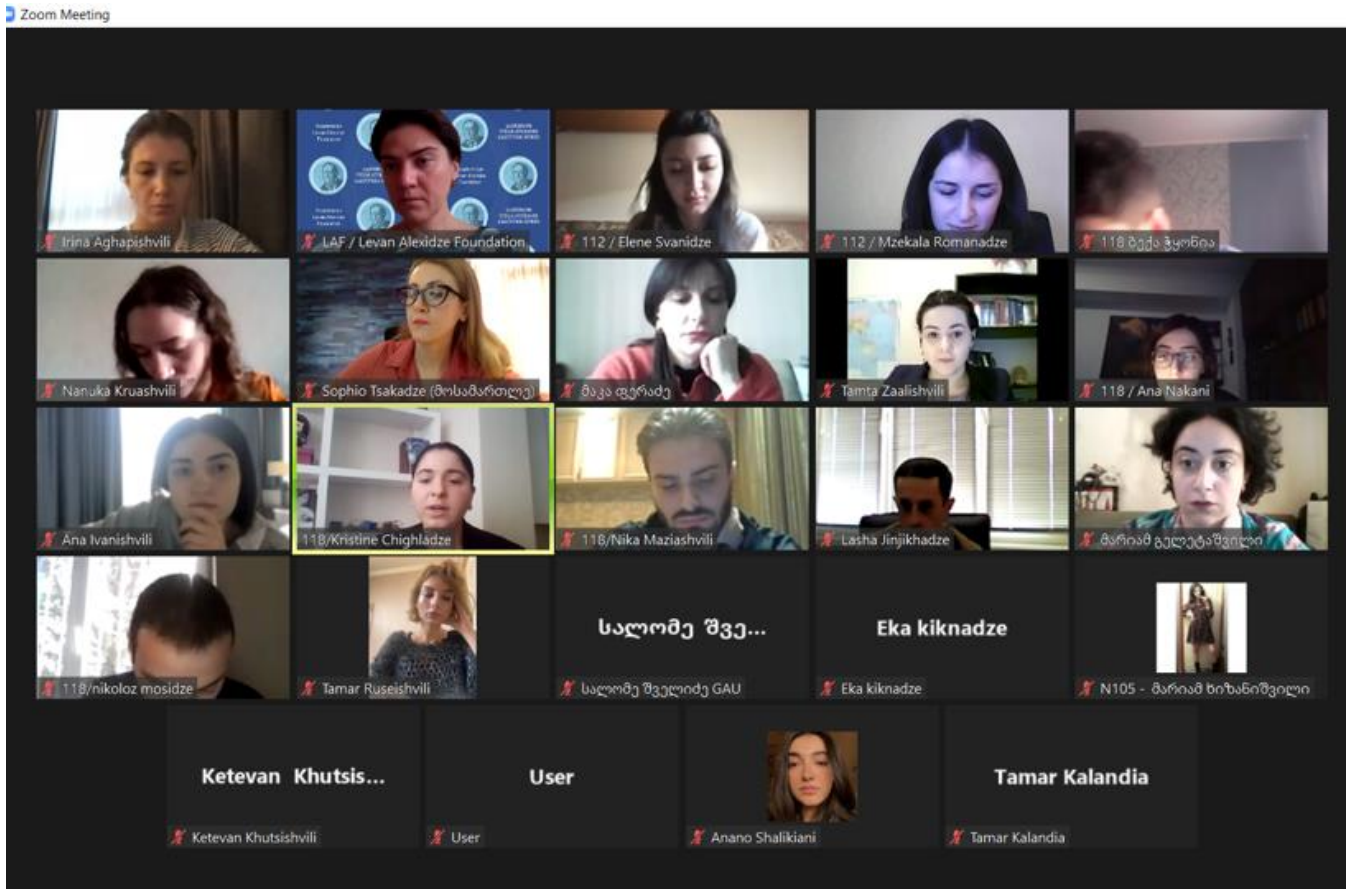 Zoom Meeting
Irina Aghapishvili
LAF / Levan Alexidze Foundation
112 / Elene Svanidze
112 / Mzekala Romanadze
118 ბექა ჭყონია
Nanuka Kruashvili
Sophio Tsakadze (მოსამართლე)
მაკა ფერაძე
Tamta Zaalishvili
118 / Ana Nakani
Ana Ivanishvili
118/Kristine Chighladze
118/Nika Maziashvili
Lasha Jinjikhadze
მარიამ გულეტაშვილი
118/nikoloz mosidze
Tamar Ruseishvili
სალომე შვე...
სალომე შველიძე GAU
Eka kiknadze
Eka kiknadze
N105 - მარიამ ხიზანიშვილი
Ketevan Khutsis...
Ketevan Khutsishvili
User
User
Anano Shalikiani
Tamar Kalandia
Tamar Kalandia